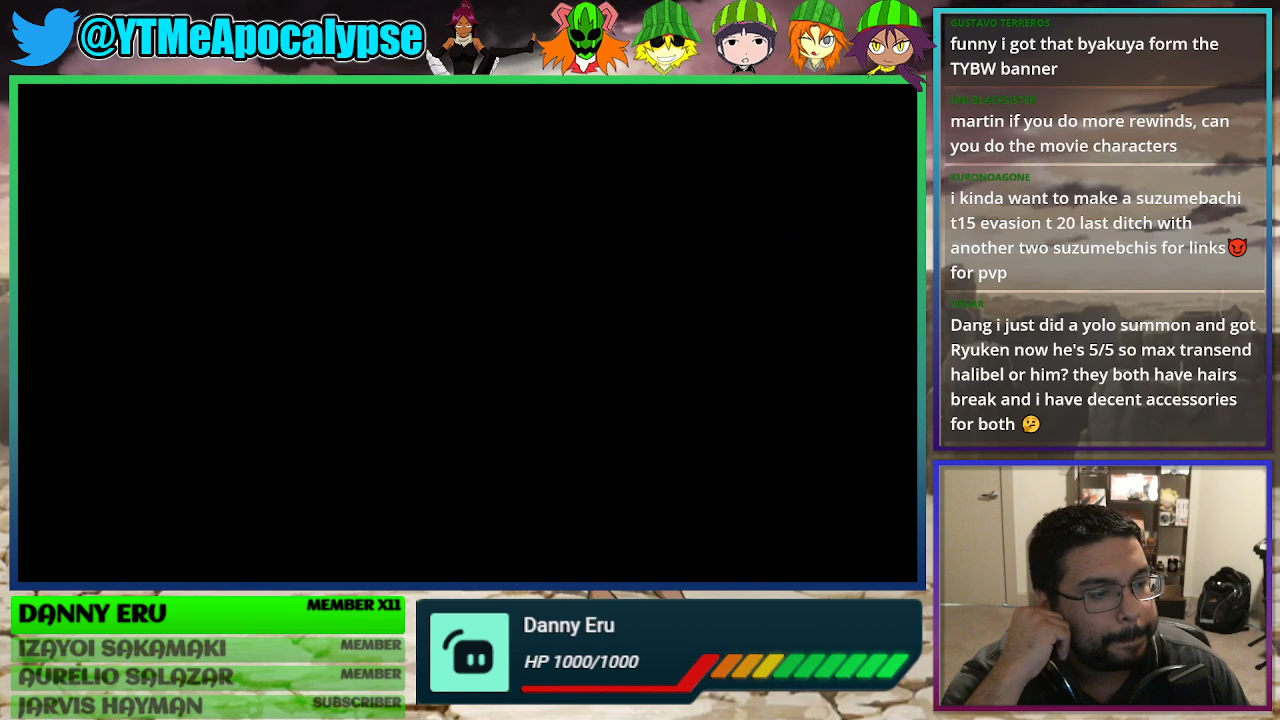 @YTMeApocalypse
GUSTAVO TERREROS
funny i got that byakuya form the
TYBW banner
martin if you do more rewinds, can
you do the movie characters
KURONOAGONE
i kinda want to make a suzumebachi
t15 evasion t 20 last ditch with
another two suzumebchis for links😈
for pvp
Dang i just did a yolo summon and got
Ryuken now he's 5/5 so max transend
halibel or him? they both have hairs
break and i have decent accessories
for both 🤔
DANNY ERU MEMBER X11
IZAYOI SAKAMAKI MEMBER
AURELIO SALAZAR MEMBER
JARVIS HAYMAN SUBSCRIBER
Danny Eru
HP 1000/1000